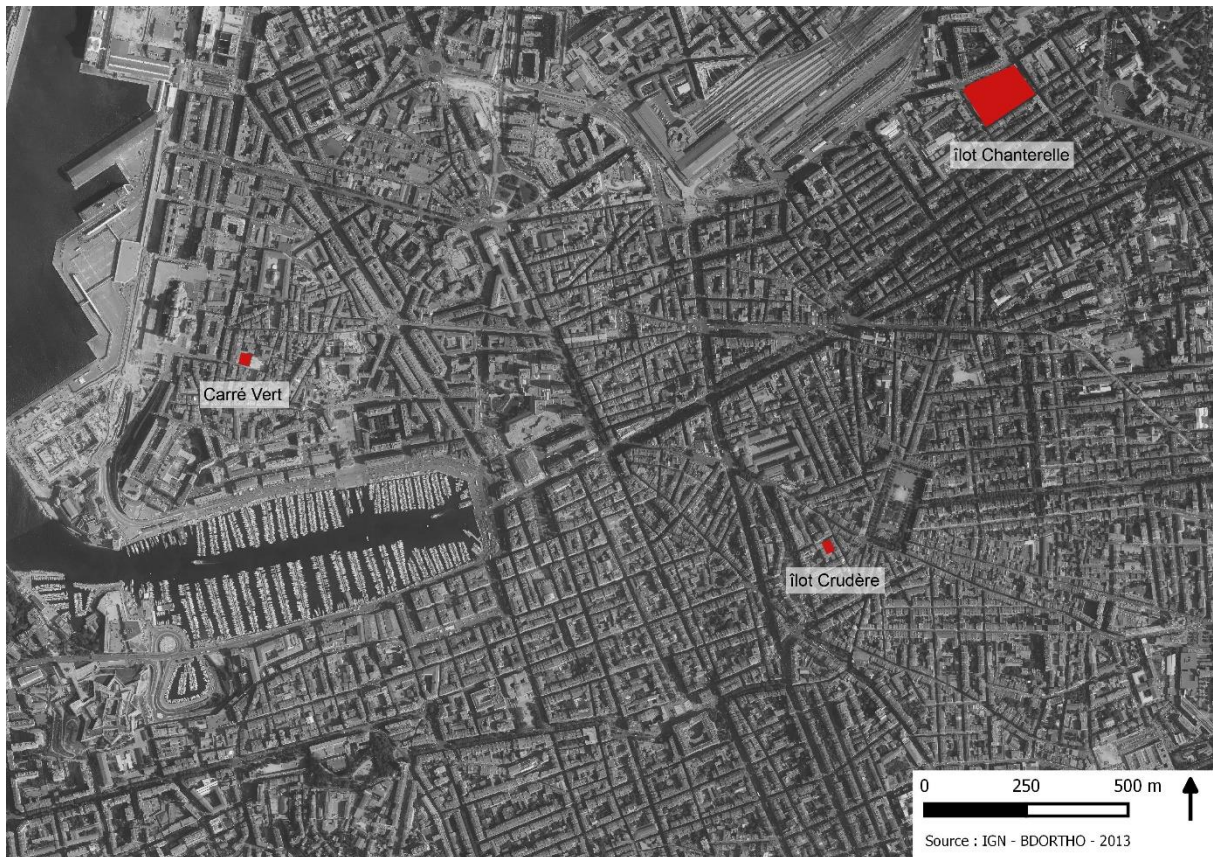 îlot Chanterelle
Carré Vert
îlot Crudère
0 250 500 m
Source : IGN - BDORTHO - 2013